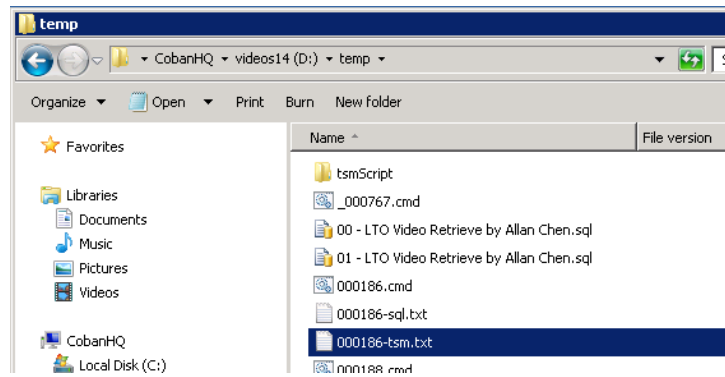 temp
CobanHQ videos14 (D:) temp
Organize Open Print Burn New folder
Name File version
Favorites
Libraries
Documents
Music
Pictures
Videos
CobanHQ
Local Disk (C:)
tsmScript
_000767.cmd
00 - LTO Video Retrieve by Allan Chen.sql
01 - LTO Video Retrieve by Allan Chen.sql
000186.cmd
000186-sql.txt
000186-tsm.txt
000188.cmd